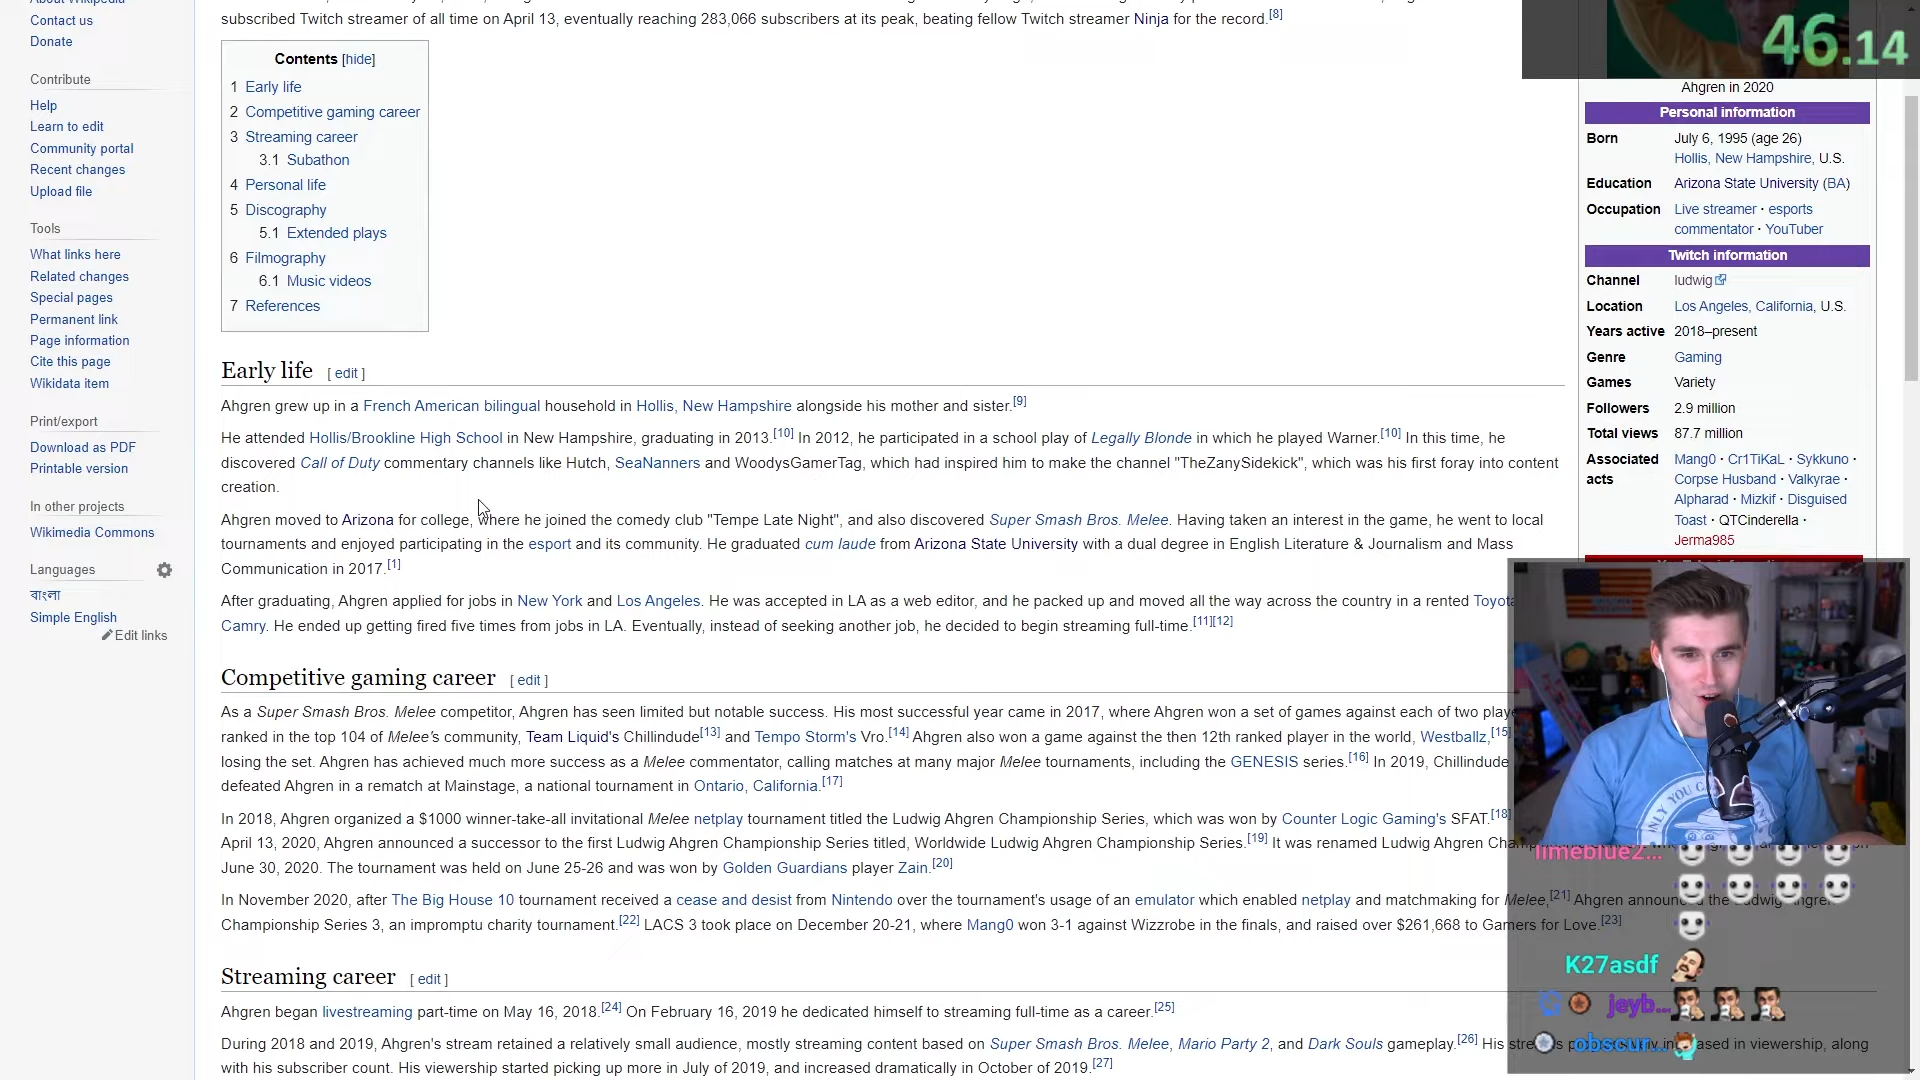 About Wikipedia
Contact us
Donate
Contribute
Help
Learn to edit
Community portal
Recent changes
Upload file
Tools
What links here
Related changes
Special pages
Permanent link
Page information
Cite this page
Wikidata item
Print/export
Download as PDF
Printable version
In other projects
Wikimedia Commons
Languages
বাংলা
Simple English
Edit links
subscribed Twitch streamer of all time on April 13, eventually reaching 283,066 subscribers at its peak, beating fellow Twitch streamer Ninja for the record.[8]
Contents [hide]
1 Early life
2 Competitive gaming career
3 Streaming career
3.1 Subathon
4 Personal life
5 Discography
5.1 Extended plays
6 Filmography
6.1 Music videos
7 References
Early life [ edit ]
Ahgren grew up in a French American bilingual household in Hollis, New Hampshire alongside his mother and sister.[9]
He attended Hollis/Brookline High School in New Hampshire, graduating in 2013.[10] In 2012, he participated in a school play of Legally Blonde in which he played Warner.[10] In this time, he
discovered Call of Duty commentary channels like Hutch, SeaNanners and WoodysGamerTag, which had inspired him to make the channel "TheZanySidekick", which was his first foray into content
creation.
Ahgren moved to Arizona for college, where he joined the comedy club "Tempe Late Night", and also discovered Super Smash Bros. Melee. Having taken an interest in the game, he went to local
tournaments and enjoyed participating in the esport and its community. He graduated cum laude from Arizona State University with a dual degree in English Literature & Journalism and Mass
Communication in 2017.[1]
After graduating, Ahgren applied for jobs in New York and Los Angeles. He was accepted in LA as a web editor, and he packed up and moved all the way across the country in a rented Toyota
Camry. He ended up getting fired five times from jobs in LA. Eventually, instead of seeking another job, he decided to begin streaming full-time.[11][12]
Competitive gaming career [ edit ]
As a Super Smash Bros. Melee competitor, Ahgren has seen limited but notable success. His most successful year came in 2017, where Ahgren won a set of games against each of two playe
ranked in the top 104 of Melee's community, Team Liquid's Chillindude[13] and Tempo Storm's Vro.[14] Ahgren also won a game against the then 12th ranked player in the world, Westballz,[15]
losing the set. Ahgren has achieved much more success as a Melee commentator, calling matches at many major Melee tournaments, including the GENESIS series.[16] In 2019, Chillindude
defeated Ahgren in a rematch at Mainstage, a national tournament in Ontario, California.[17]
In 2018, Ahgren organized a $1000 winner-take-all invitational Melee netplay tournament titled the Ludwig Ahgren Championship Series, which was won by Counter Logic Gaming's SFAT.[18]
April 13, 2020, Ahgren announced a successor to the first Ludwig Ahgren Championship Series titled, Worldwide Ludwig Ahgren Championship Series.[19] It was renamed Ludwig Ahgren Cham
June 30, 2020. The tournament was held on June 25-26 and was won by Golden Guardians player Zain.[20]
In November 2020, after The Big House 10 tournament received a cease and desist from Nintendo over the tournament's usage of an emulator which enabled netplay and matchmaking for Melee,[21] Ahgren announced the Ludwig Ahgren
Championship Series 3, an impromptu charity tournament.[22] LACS 3 took place on December 20-21, where Mang0 won 3-1 against Wizzrobe in the finals, and raised over $261,668 to Gamers for Love.[23]
Streaming career [ edit ]
Ahgren began livestreaming part-time on May 16, 2018.[24] On February 16, 2019 he dedicated himself to streaming full-time as a career.[25]
During 2018 and 2019, Ahgren's stream retained a relatively small audience, mostly streaming content based on Super Smash Bros. Melee, Mario Party 2, and Dark Souls gameplay.[26] His increased in viewership, along
with his subscriber count. His viewership started picking up more in July of 2019, and increased dramatically in October of 2019.[27]
46.14
Ahgren in 2020
Personal information
Born July 6, 1995 (age 26)
Hollis, New Hampshire, U.S.
Education Arizona State University (BA)
Occupation Live streamer · esports
commentator · YouTuber
Twitch information
Channel ludwig
Location Los Angeles, California, U.S.
Years active 2018–present
Genre Gaming
Games Variety
Followers 2.9 million
Total views 87.7 million
Associated acts Mang0 · Cr1TiKaL · Sykkuno ·
Corpse Husband · Valkyrae ·
Alpharad · Mizkif · Disguised
Toast · QTCinderella ·
Jerma985
limeblue2...
K27asdf
jeyb...
obscur...